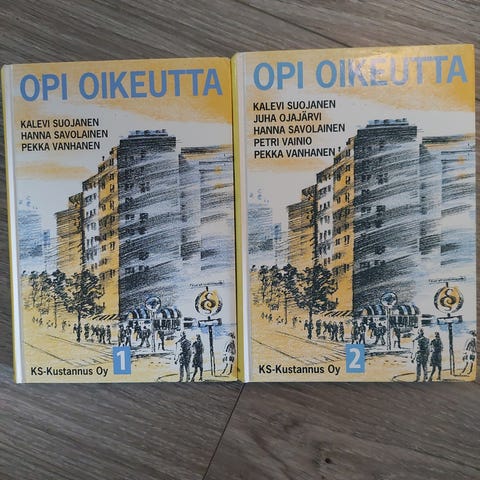 OPI OIKEUTTA
KALEVI SUOJANEN
HANNA SAVOLAINEN
PEKKA VANHANEN
KS-Kustannus Oy 1
OPI OIKEUTTA
KALEVI SUOJANEN
JUHA OJAJÄRVI
HANNA SAVOLAINEN
PETRI VAINIO
PEKKA VANHANEN
KS-Kustannus Oy 2
§
§